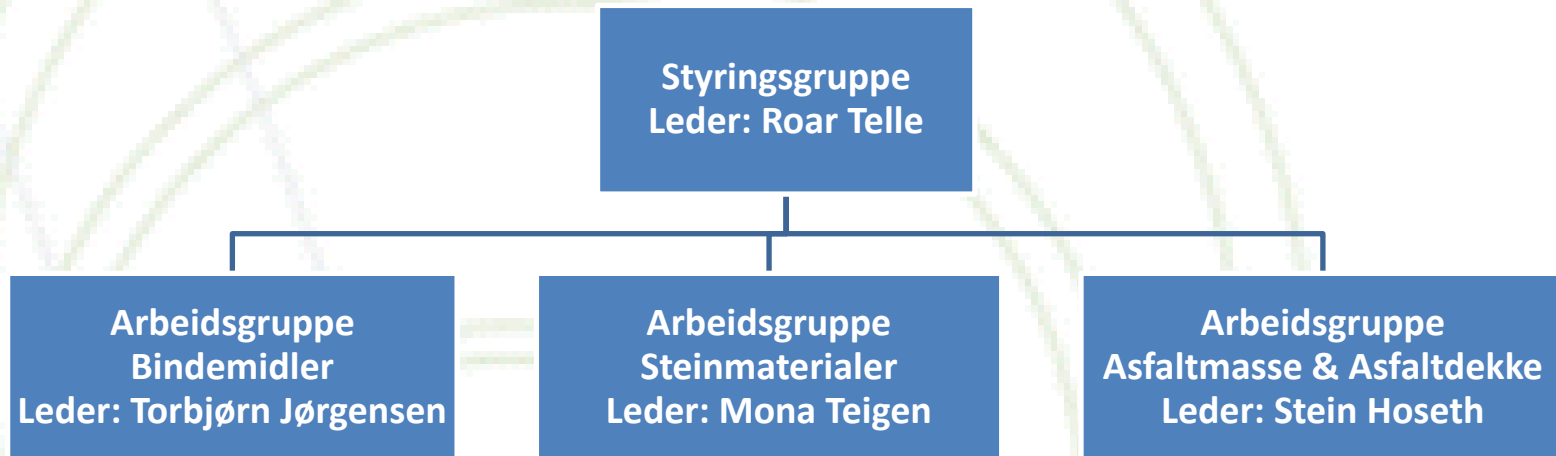 Styringsgruppe
Leder: Roar Telle
Arbeidsgruppe
Bindemidler
Leder: Torbjørn Jørgensen
Arbeidsgruppe
Steinmaterialer
Leder: Mona Teigen
Arbeidsgruppe
Asfaltmasse & Asfaltdekke
Leder: Stein Hoseth